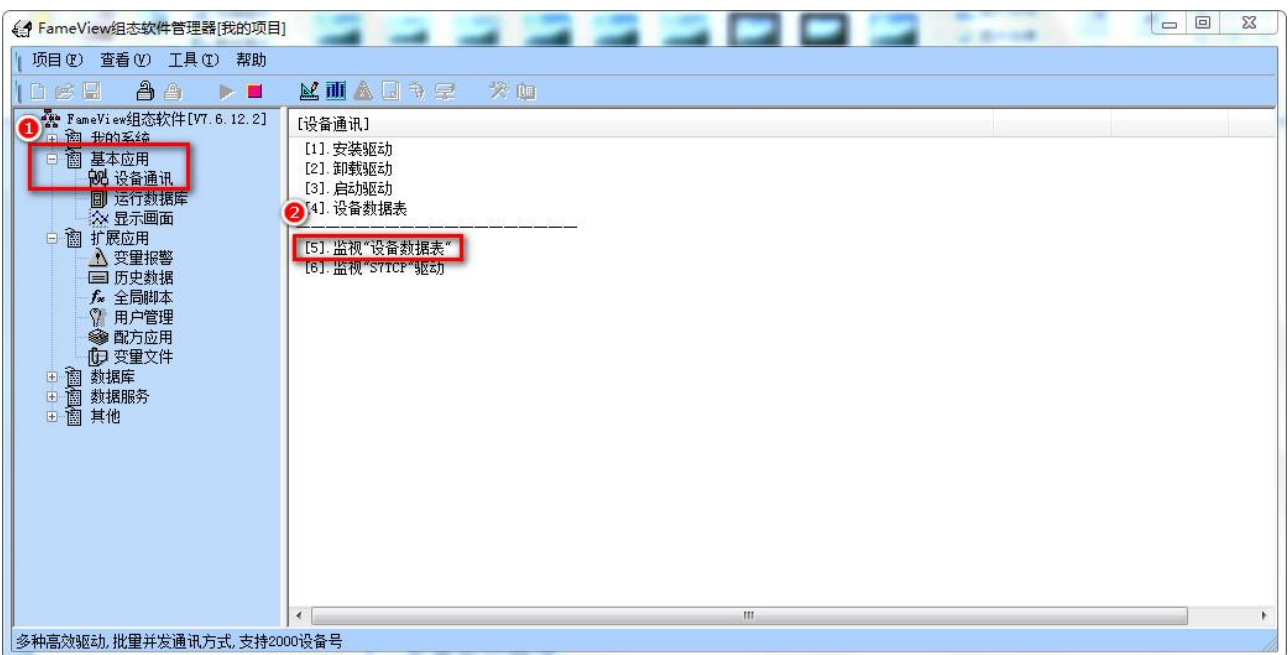 FameView组态软件管理器[我的项目]
项目(P) 查看(V) 工具(T) 帮助
FameView组态软件[V7.6.12.2]
1
我的系统
基本应用
设备通讯
运行数据库
显示画面
扩展应用
变量报警
历史数据
全局脚本
用户管理
配方应用
变量文件
数据库
数据服务
其他
[设备通讯]
[1].安装驱动
[2].卸载驱动
[3].启动驱动
2
[4].设备数据表
[5].监视"设备数据表"
[6].监视"S7TCP"驱动
多种高效驱动,批量并发通讯方式,支持2000设备号